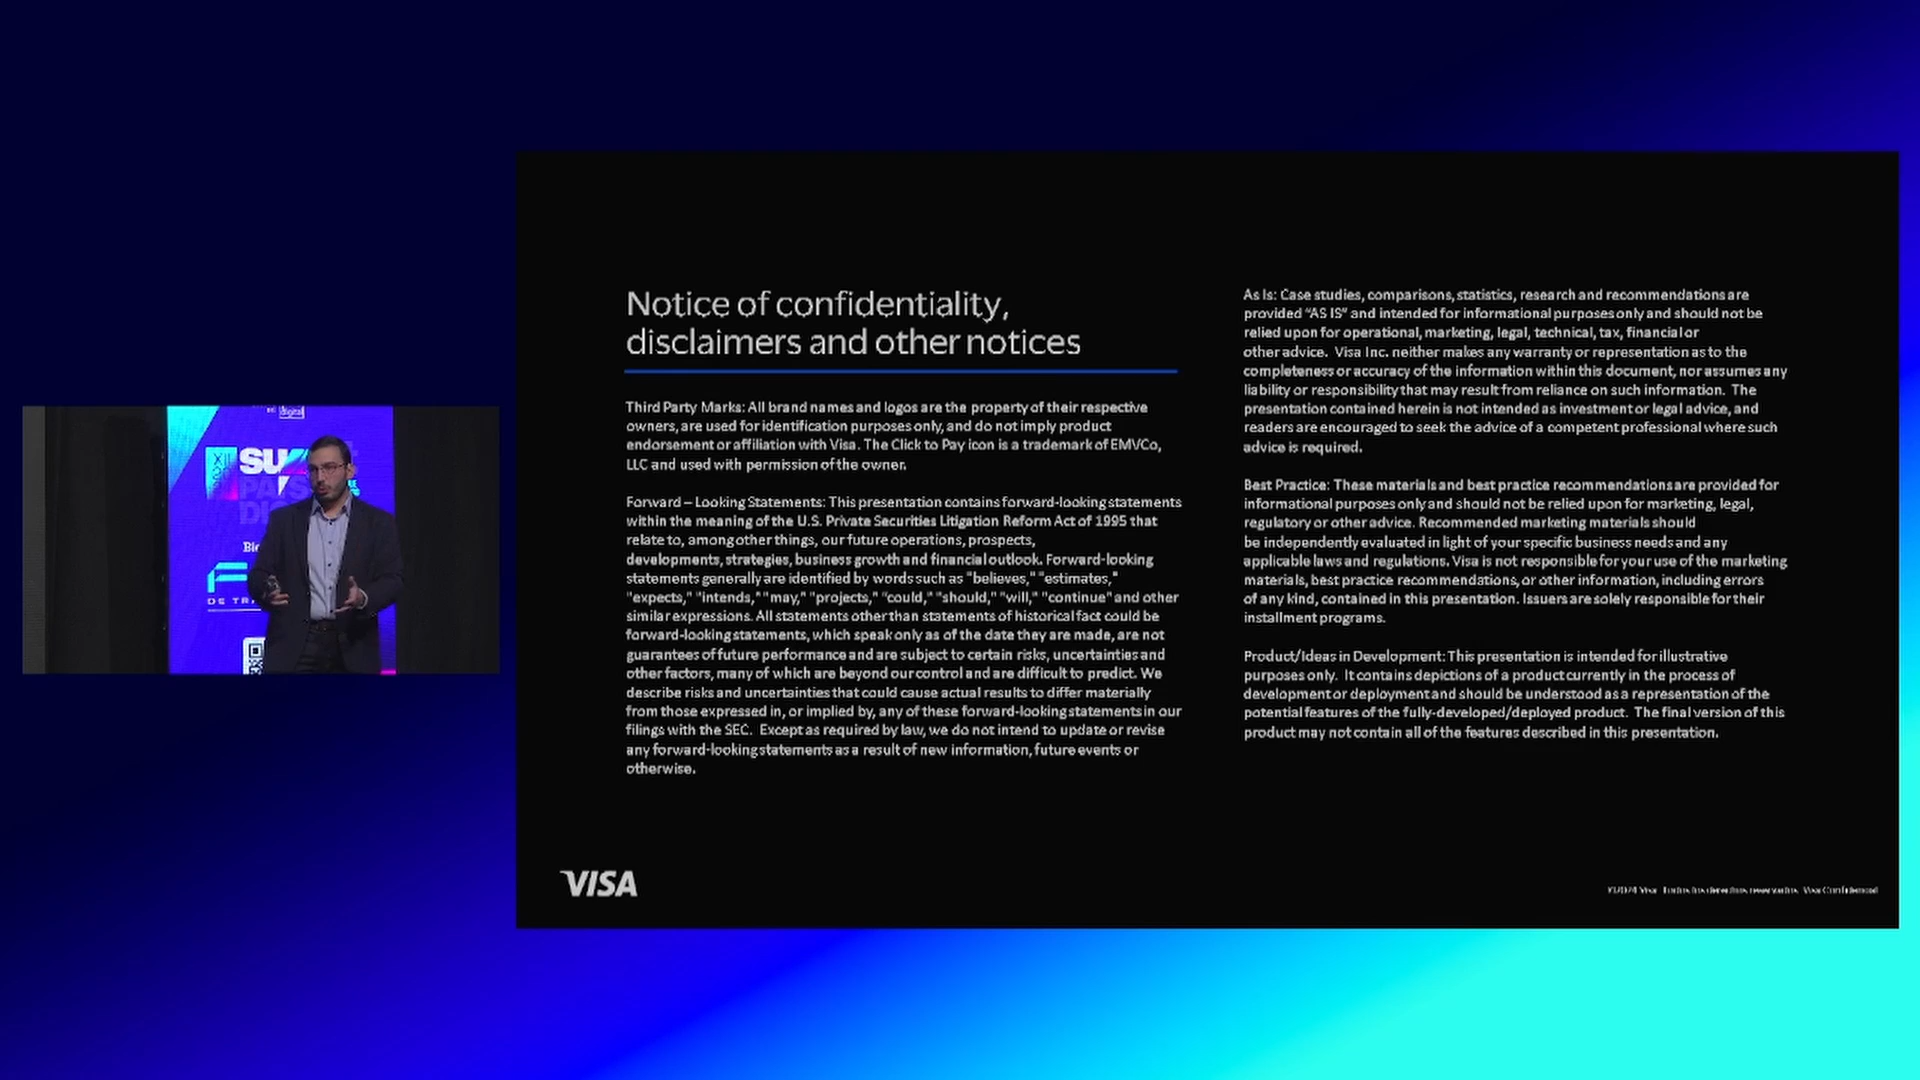 digital
XII
SU
PAÍS
DI
DE TR
Notice of confidentiality,
disclaimers and other notices
Third Party Marks: All brand names and logos are the property of their respective
owners, are used for identification purposes only, and do not imply product
endorsement or affiliation with Visa. The Click to Pay icon is a trademark of EMVCo,
LLC and used with permission of the owner.
Forward – Looking Statements: This presentation contains forward-looking statements
within the meaning of the U.S. Private Securities Litigation Reform Act of 1995 that
relate to, among other things, our future operations, prospects,
developments, strategies, business growth and financial outlook. Forward-looking
statements generally are identified by words such as "believes," "estimates,"
"expects," "intends," "may," "projects," "could," "should," "will," "continue" and other
similar expressions. All statements other than statements of historical fact could be
forward-looking statements, which speak only as of the date they are made, are not
guarantees of future performance and are subject to certain risks, uncertainties and
other factors, many of which are beyond our control and are difficult to predict. We
describe risks and uncertainties that could cause actual results to differ materially
from those expressed in, or implied by, any of these forward-looking statements in our
filings with the SEC. Except as required by law, we do not intend to update or revise
any forward-looking statements as a result of new information, future events or
otherwise.
As Is: Case studies, comparisons, statistics, research and recommendations are
provided “AS IS” and intended for informational purposes only and should not be
relied upon for operational, marketing, legal, technical, tax, financial or
other advice. Visa Inc. neither makes any warranty or representation as to the
completeness or accuracy of the information within this document, nor assumes any
liability or responsibility that may result from reliance on such information. The
presentation contained herein is not intended as investment or legal advice, and
readers are encouraged to seek the advice of a competent professional where such
advice is required.
Best Practice: These materials and best practice recommendations are provided for
informational purposes only and should not be relied upon for marketing, legal,
regulatory or other advice. Recommended marketing materials should
be independently evaluated in light of your specific business needs and any
applicable laws and regulations. Visa is not responsible for your use of the marketing
materials, best practice recommendations, or other information, including errors
of any kind, contained in this presentation. Issuers are solely responsible for their
installment programs.
Product/Ideas in Development: This presentation is intended for illustrative
purposes only. It contains depictions of a product currently in the process of
development or deployment and should be understood as a representation of the
potential features of the fully-developed/deployed product. The final version of this
product may not contain all of the features described in this presentation.
VISA